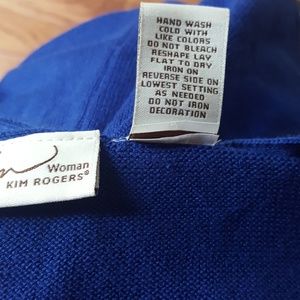 HAND WASH
COLD WITH
LIKE COLORS
DO NOT BLEACH
RESHAPE LAY
FLAT TO DRY
IRON ON
REVERSE SIDE ON
LOWEST SETTING
AS NEEDED
DO NOT IRON
DECORATION
Woman
KIM ROGERS®